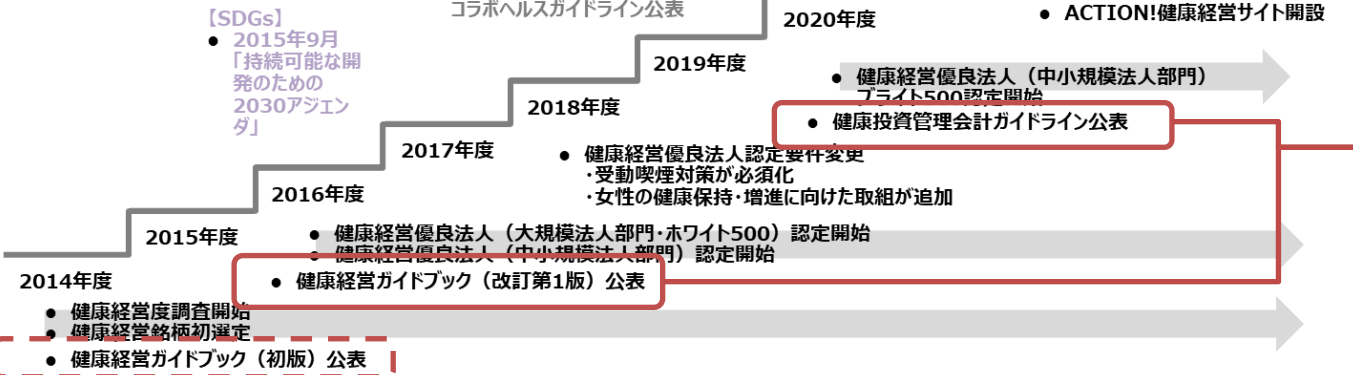 【SDGs】
● 2015年9月
「持続可能な開
発のための
2030アジェン
ダ」
コラボヘルスガイドライン公表
2020年度
● ACTION!健康経営サイト開設
2019年度
● 健康経営優良法人（中小規模法人部門）
ブライト500認定開始
2018年度
● 健康投資管理会計ガイドライン公表
2017年度
● 健康経営優良法人認定要件変更
・受動喫煙対策が必須化
・女性の健康保持・増進に向けた取組が追加
2016年度
● 健康経営優良法人（大規模法人部門・ホワイト500）認定開始
● 健康経営優良法人（中小規模法人部門）認定開始
2015年度
● 健康経営ガイドブック（改訂第1版）公表
2014年度
● 健康経営度調査開始
● 健康経営銘柄初選定
● 健康経営ガイドブック（初版）公表